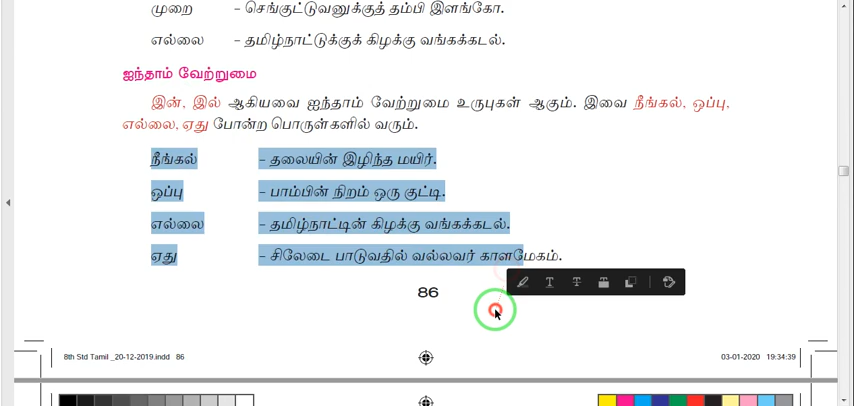 முறை – செங்குட்டுவனுக்குத் தம்பி இளங்கோ.
எல்லை – தமிழ்நாட்டுக்குக் கிழக்கு வங்கக்கடல்.
ஐந்தாம் வேற்றுமை
இன், இல் ஆகியவை ஐந்தாம் வேற்றுமை உருபுகள் ஆகும். இவை நீங்கல், ஒப்பு,
எல்லை, ஏது போன்ற பொருள்களில் வரும்.
நீங்கல் – தலையின் இழிந்த மயிர்.
ஒப்பு – பாம்பின் நிறம் ஒரு குட்டி.
எல்லை – தமிழ்நாட்டின் கிழக்கு வங்கக்கடல்.
ஏது – சிலேடை பாடுவதில் வல்லவர் காளமேகம்.
86
8th Std Tamil _20-12-2019.indd 86 03-01-2020 19:34:39